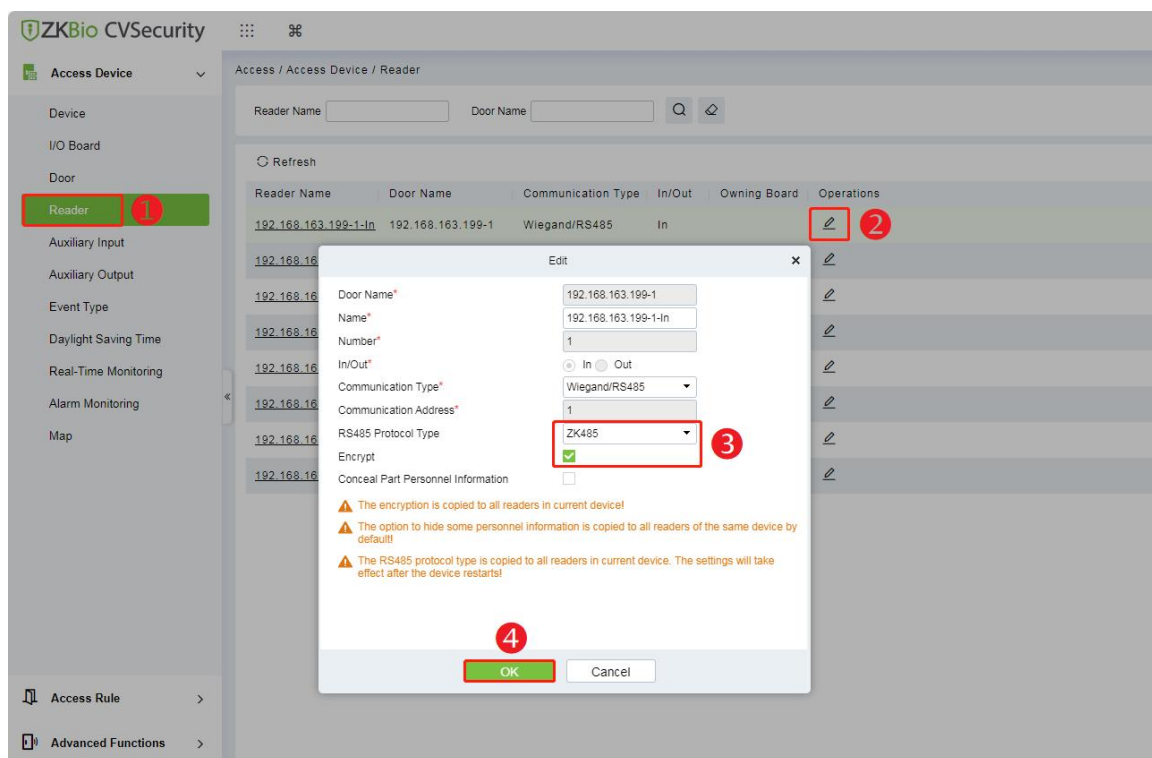 ZKBio CVSecurity
Access Device
Access / Access Device / Reader
Device
I/O Board
Door
Reader
1
Auxiliary Input
Auxiliary Output
Event Type
Daylight Saving Time
Real-Time Monitoring
Alarm Monitoring
Map
Access Rule
Advanced Functions
Reader Name
Door Name
Refresh
Reader Name Door Name Communication Type In/Out Owning Board Operations
192.168.163.199-1-In 192.168.163.199-1 Wiegand/RS485 In
2
192.168.16
192.168.16
192.168.16
192.168.16
192.168.16
192.168.16
192.168.16
Edit
Door Name* 192.168.163.199-1
Name* 192.168.163.199-1-In
Number* 1
In/Out* In Out
Communication Type* Wiegand/RS485
Communication Address* 1
RS485 Protocol Type ZK485
3
Encrypt
Conceal Part Personnel Information
The encryption is copied to all readers in current device!
The option to hide some personnel information is copied to all readers of the same device by
default!
The RS485 protocol type is copied to all readers in current device. The settings will take
effect after the device restarts!
4
OK Cancel